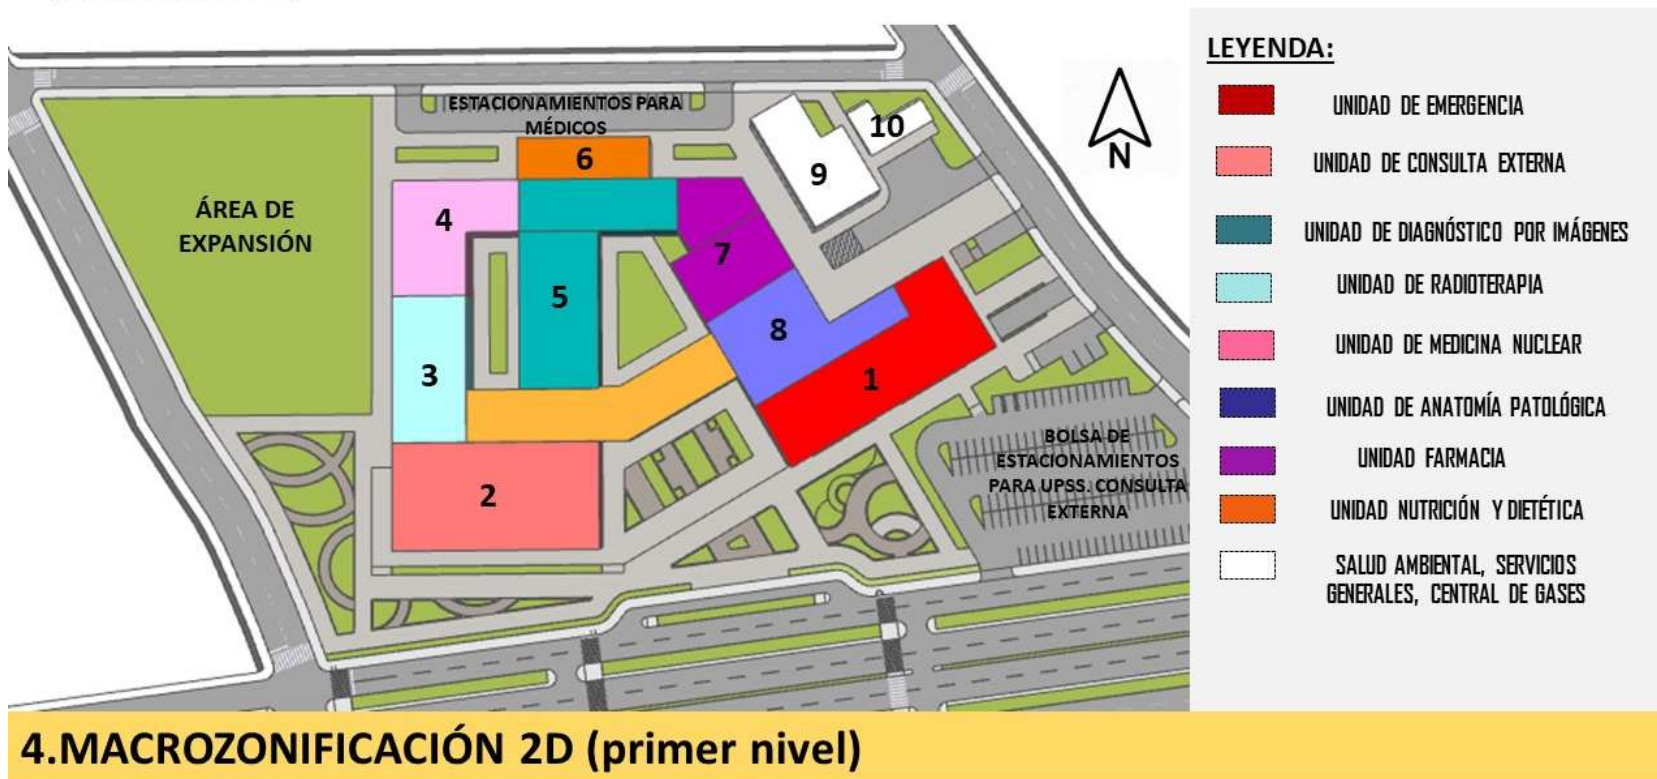 ESTACIONAMIENTOS PARA
MÉDICOS
ÁREA DE
EXPANSIÓN
6
10
9
4
7
5
8
3
1
2
BOLSA DE
ESTACIONAMIENTOS
PARA UPSS. CONSULTA
EXTERNA
N
LEYENDA:
UNIDAD DE EMERGENCIA
UNIDAD DE CONSULTA EXTERNA
UNIDAD DE DIAGNÓSTICO POR IMÁGENES
UNIDAD DE RADIOTERAPIA
UNIDAD DE MEDICINA NUCLEAR
UNIDAD DE ANATOMÍA PATOLÓGICA
UNIDAD FARMACIA
UNIDAD NUTRICIÓN Y DIETÉTICA
SALUD AMBIENTAL, SERVICIOS
GENERALES, CENTRAL DE GASES
4.MACROZONIFICACIÓN 2D (primer nivel)